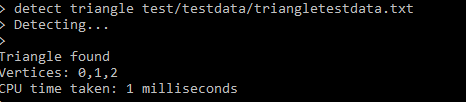 > detect triangle test/testdata/triangletestdata.txt
> Detecting...
>
Triangle found
Vertices: 0,1,2
CPU time taken: 1 milliseconds